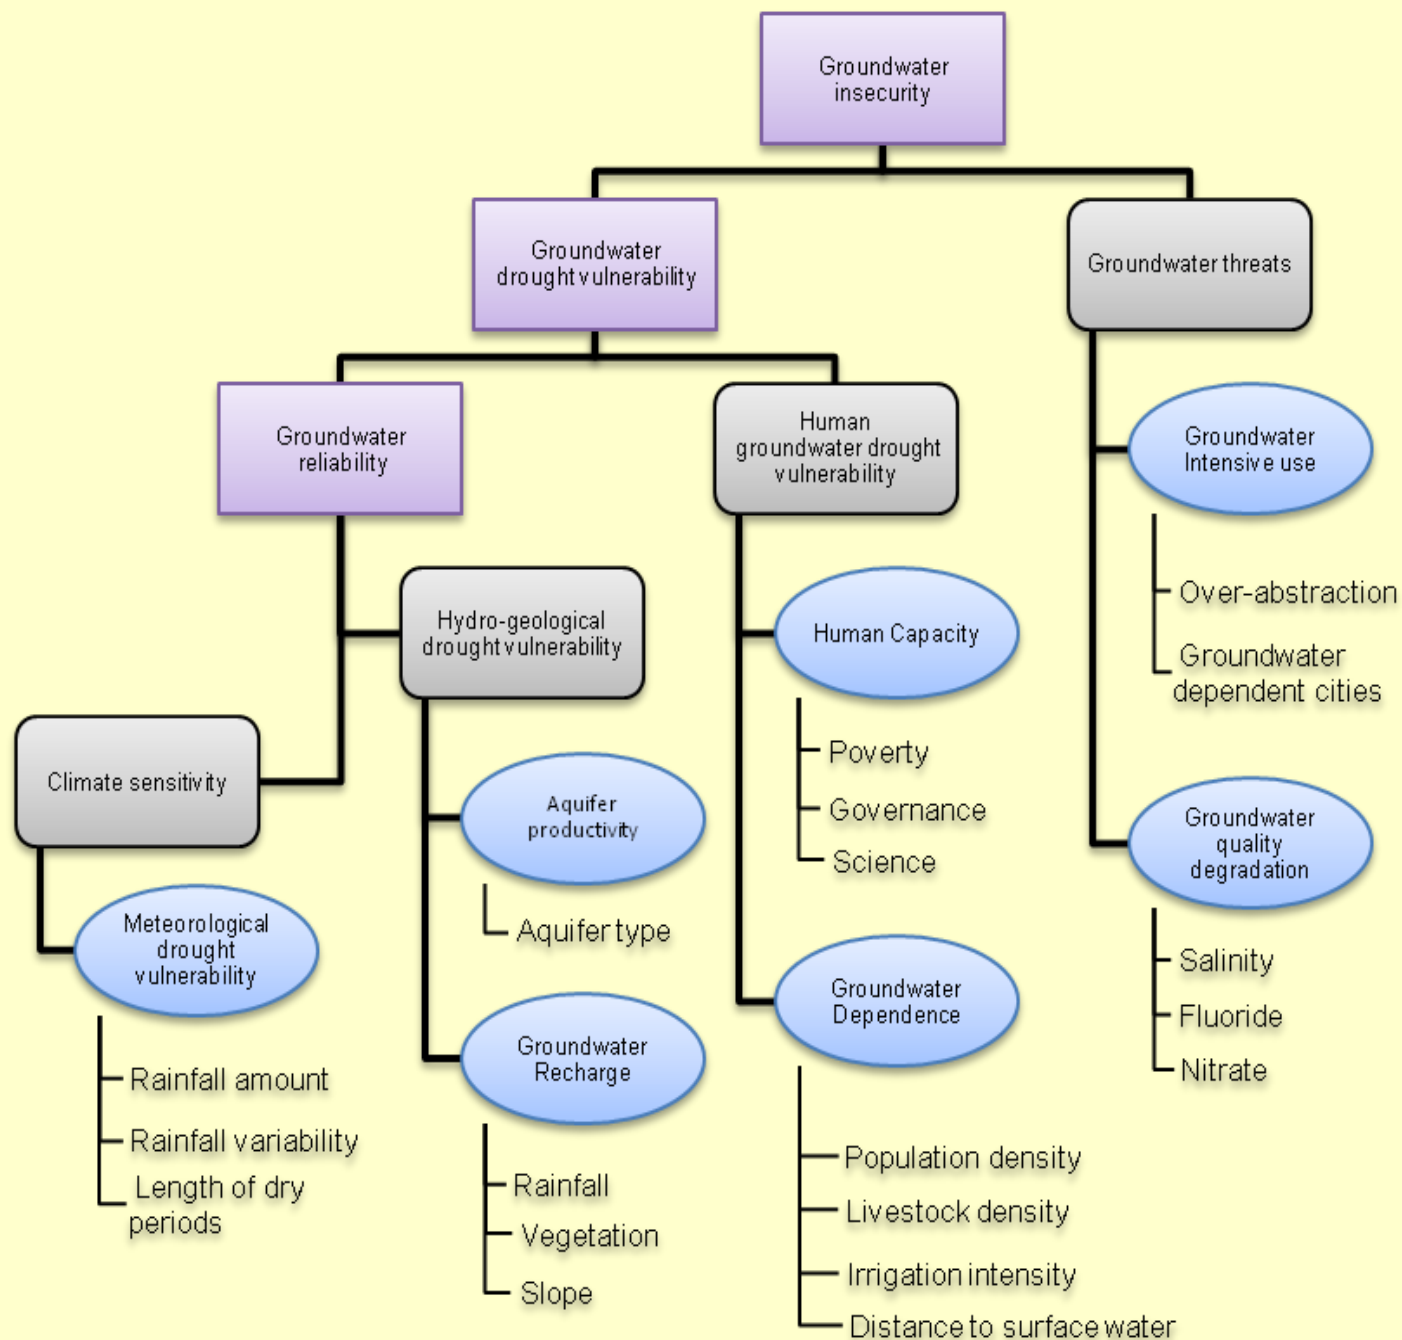 Groundwater
insecurity
Groundwater
drought vulnerability
Groundwater threats
Groundwater
reliability
Human
groundwater drought
vulnerability
Groundwater
Intensive use
Over-abstraction
Groundwater
dependent cities
Hydro-geological
drought vulnerability
Human Capacity
Poverty
Governance
Science
Climate sensitivity
Aquifer
productivity
Aquifer type
Groundwater
quality
degradation
Salinity
Fluoride
Nitrate
Meteorological
drought
vulnerability
Rainfall amount
Rainfall variability
Length of dry
periods
Groundwater
Recharge
Rainfall
Vegetation
Slope
Groundwater
Dependence
Population density
Livestock density
Irrigation intensity
Distance to surface water